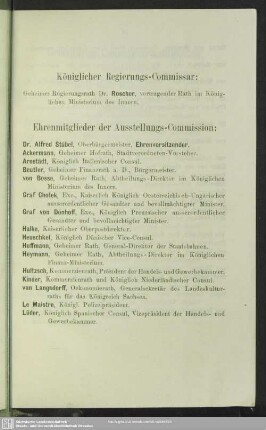 Königlicher Regierungs-Commissar:
Geheimer Regierungsrath Dr. Roscher, vortragender Rath im König-
lichen Ministerium des Innern.
Ehrenmitglieder der Ausstellungs-Commission:
Dr. Alfred Stübel, Oberbürgermeister, Ehrenvorsitzender.
Ackermann, Geheimer Hofrath, Stadtverordneten-Vorsteher.
Arnstädt, Königlich Italienischer Consul.
Beutler, Geheimer Finanzrath a. D., Bürgermeister.
von Bosse, Geheimer Rath, Abtheilungs-Direktor im Königlichen
Ministerium des Innern.
Graf Chotek, Exc., Kaiserlich Königlich Oesterreichisch-Ungarischer
ausserordentlicher Gesandter und bevollmächtigter Minister.
Graf von Dönhoff, Exc., Königlich Preussischer ausserordentlicher
Gesandter und bevollmächtigter Minister.
Halke, Kaiserlicher Oberpostdirektor.
Heuschkel, Königlich Dänischer Vice-Consul.
Hoffmann, Geheimer Rath, General-Direktor der Staatsbahnen.
Heymann, Geheimer Rath, Abtheilungs-Direktor im Königlichen
Finanz-Ministerium.
Hultzsch, Kommerzienrath, Präsident der Handels- und Gewerbekammer.
Kinder, Kommerzienrath und Königlich Niederländischer Consul.
von Langsdorff, Oekonomierath, Generalsekretär des Landeskultur-
raths für das Königreich Sachsen.
Le Maistre, Königl. Polizeipräsident.
Lüder, Königlich Spanischer Consul, Vicepräsident der Handels- und
Gewerbekammer.